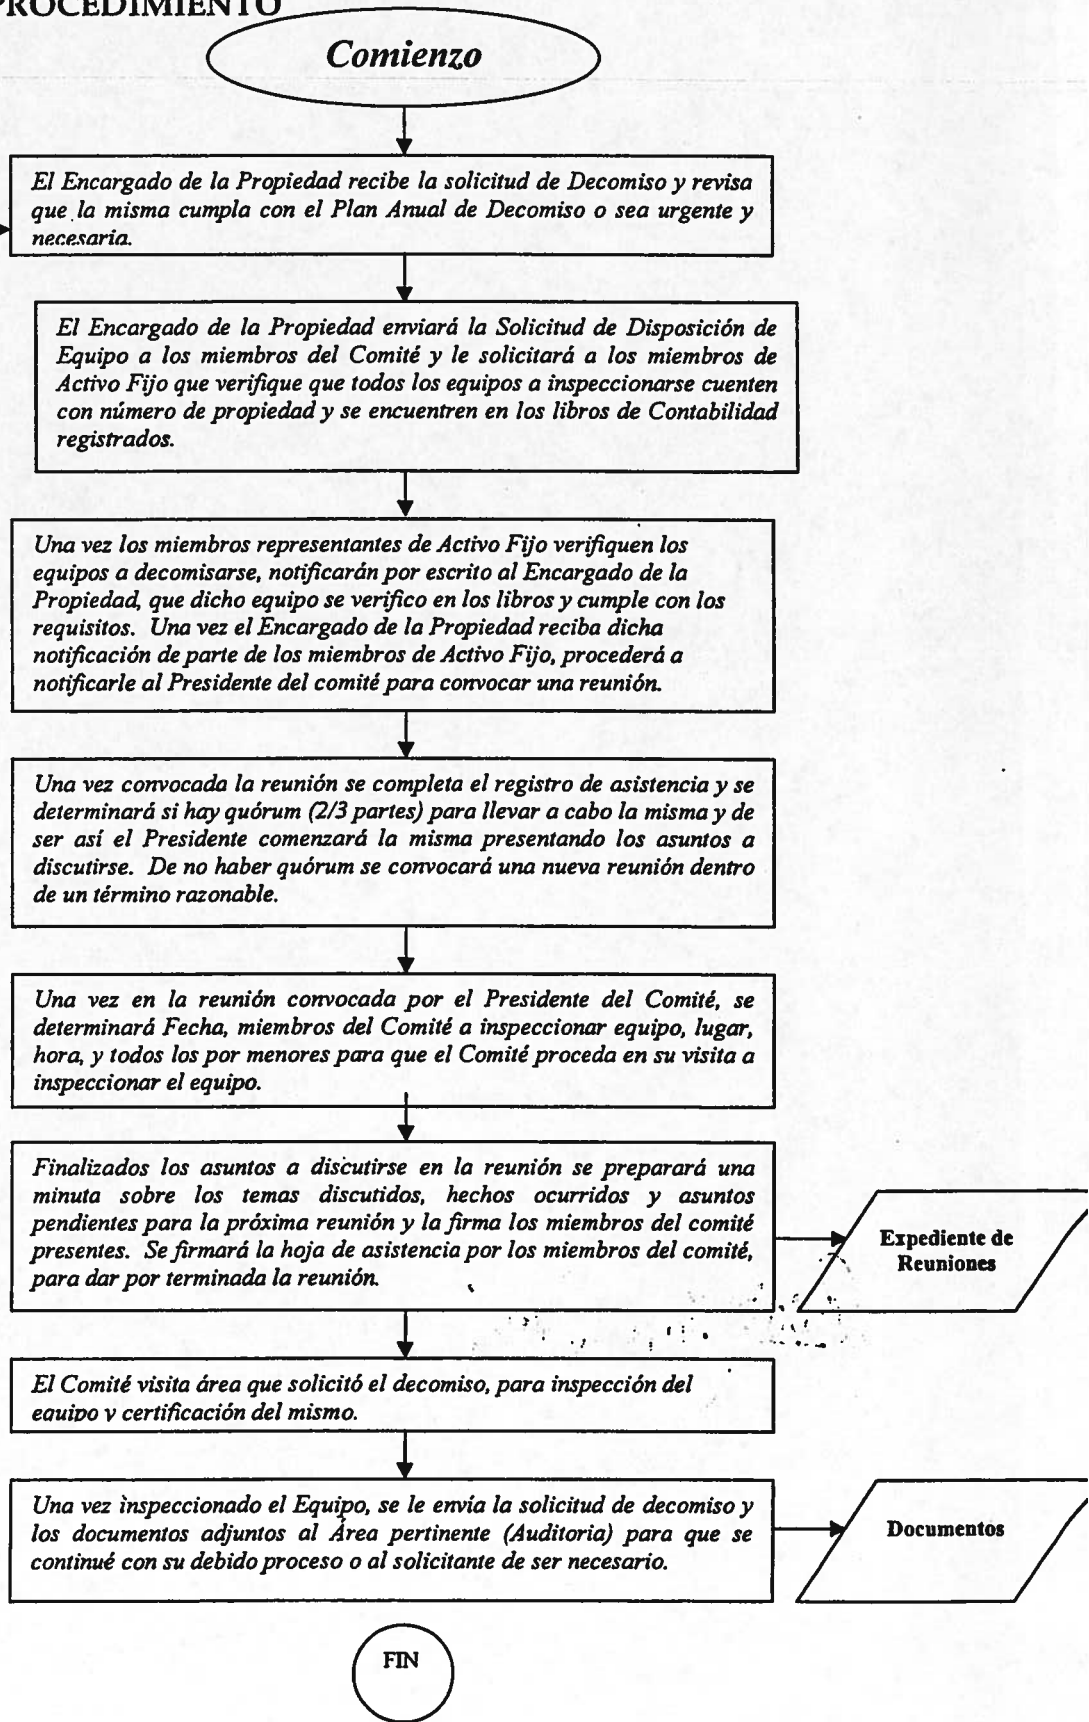 PROCEDIMIENTO
Comienzo
El Encargado de la Propiedad recibe la solicitud de Decomiso y revisa
que la misma cumpla con el Plan Anual de Decomiso o sea urgente y
necesaria.
El Encargado de la Propiedad enviará la Solicitud de Disposición de
Equipo a los miembros del Comité y le solicitará a los miembros de
Activo Fijo que verifique que todos los equipos a inspeccionarse cuenten
con número de propiedad y se encuentren en los libros de Contabilidad
registrados.
Una vez los miembros representantes de Activo Fijo verifiquen los
equipos a decomisarse, notificarán por escrito al Encargado de la
Propiedad, que dicho equipo se verifico en los libros y cumple con los
requisitos. Una vez el Encargado de la Propiedad reciba dicha
notificación de parte de los miembros de Activo Fijo, procederá a
notificarle al Presidente del comité para convocar una reunión.
Una vez convocada la reunión se completa el registro de asistencia y se
determinará si hay quórum (2/3 partes) para llevar a cabo la misma y de
ser así el Presidente comenzará la misma presentando los asuntos a
discutirse. De no haber quórum se convocará una nueva reunión dentro
de un término razonable.
Una vez en la reunión convocada por el Presidente del Comité, se
determinará Fecha, miembros del Comité a inspeccionar equipo, lugar,
hora, y todos los por menores para que el Comité proceda en su visita a
inspeccionar el equipo.
Finalizados los asuntos a discutirse en la reunión se preparará una
minuta sobre los temas discutidos, hechos ocurridos y asuntos
pendientes para la próxima reunión y la firma los miembros del comité
presentes. Se firmará la hoja de asistencia por los miembros del comité,
para dar por terminada la reunión.
Expediente de
Reuniones
El Comité visita área que solicitó el decomiso, para inspección del
equipo y certificación del mismo.
Una vez inspeccionado el Equipo, se le envía la solicitud de decomiso y
los documentos adjuntos al Área pertinente (Auditoria) para que se
continué con su debido proceso o al solicitante de ser necesario.
Documentos
FIN